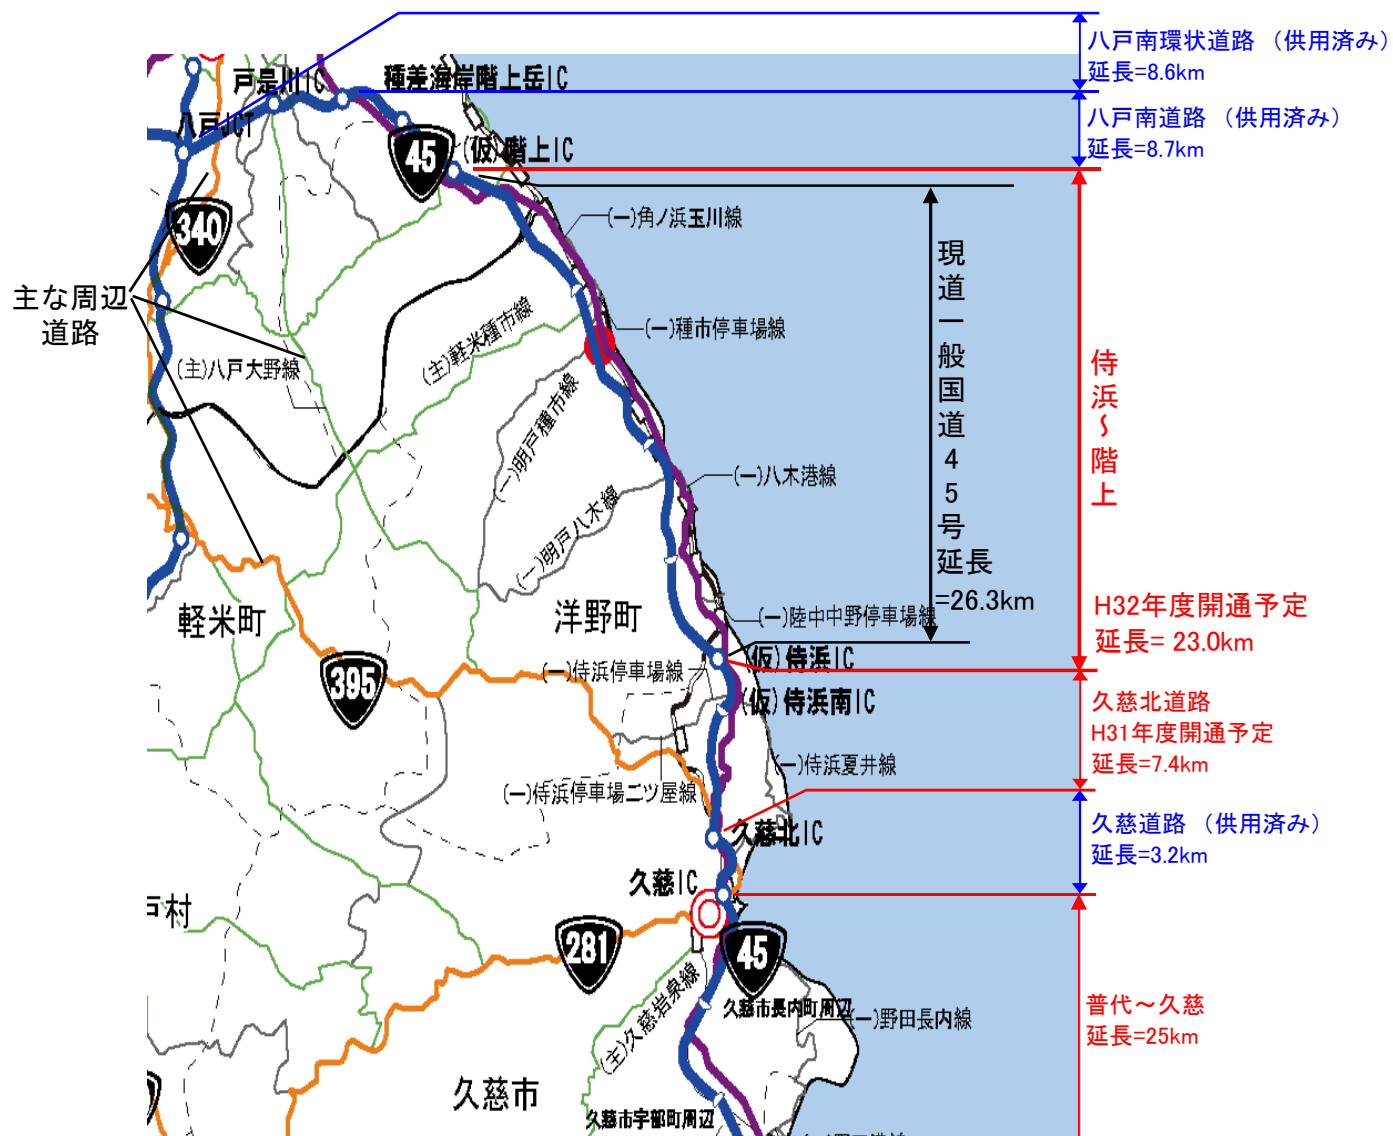 八戸南環状道路 （供用済み）
延長=8.6km
八戸南道路 （供用済み）
延長=8.7km
戸是川IC
種差海岸階上岳IC
八戸JCT
45
(仮)階上IC
340
(一)角ノ浜玉川線
主な周辺
道路
(主)八戸大野線
(主)軽米種市線
(一)種市停車場線
(一)明戸種市線
(一)明戸八木線
(一)八木港線
現道一般国道45号
延長
=26.3km
侍浜～階上
H32年度開通予定
延長= 23.0km
軽米町
洋野町
(一)陸中中野停車場線
(仮)侍浜IC
(一)侍浜停車場線
395
(仮)侍浜南IC
久慈北道路
H31年度開通予定
延長=7.4km
(一)侍浜夏井線
(一)侍浜停車場二ツ屋線
久慈北IC
久慈道路 （供用済み）
延長=3.2km
久慈IC
戸村
281
45
(主)久慈岩泉線
久慈市長内町周辺
(一)野田長内線
普代～久慈
延長=25km
久慈市
久慈市宇部町周辺